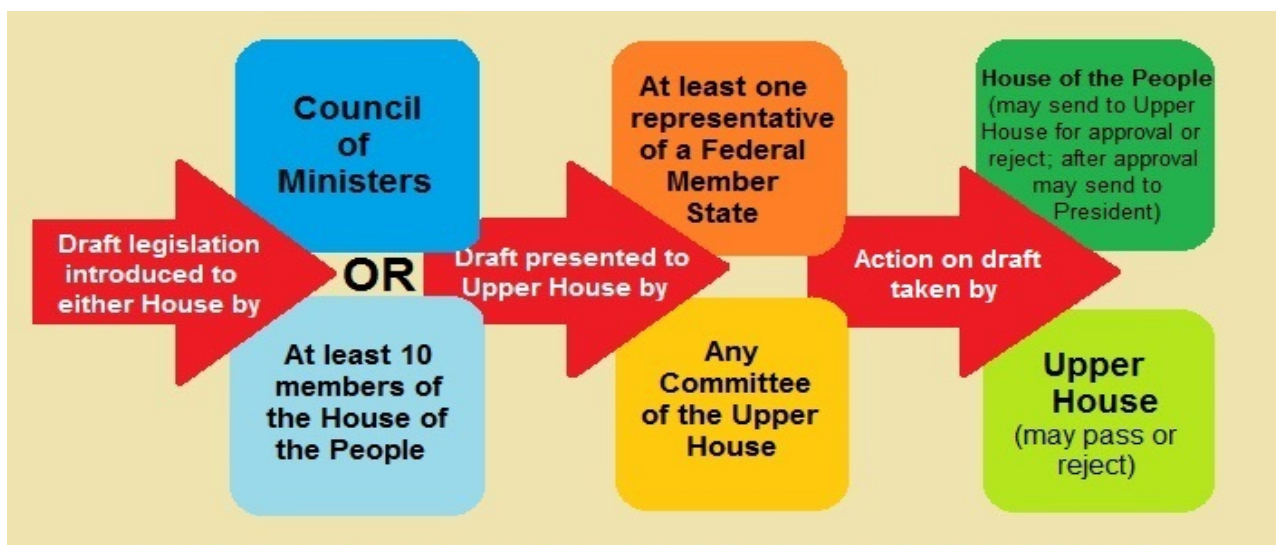 Draft legislation
introduced to
either House by
Council
of
Ministers
OR
At least 10
members of
the House of
the People
Draft presented to
Upper House by
At least one
representative
of a Federal
Member
State
Any
Committee
of the Upper
House
Action on draft
taken by
House of the People
(may send to Upper
House for approval or
reject; after approval
may send to
President)
Upper
House
(may pass or
reject)